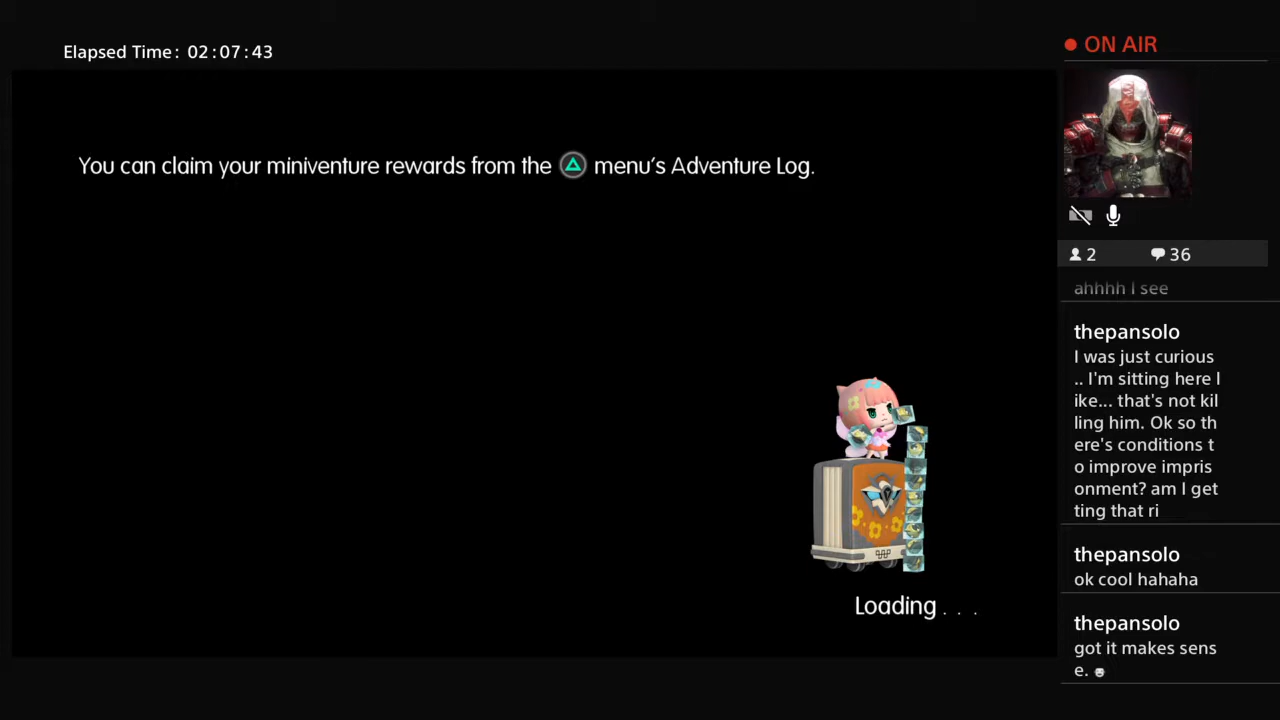 Elapsed Time: 02:07:43
ON AIR
You can claim your miniventure rewards from the menu's Adventure Log.
2
36
ahhhh I see
thepansolo
I was just curious
.. I'm sitting here l
ike... that's not kil
ling him. Ok so th
ere's conditions t
o improve impris
onment? am I get
ting that ri
thepansolo
ok cool hahaha
thepansolo
got it makes sens
e.
Loading . . .